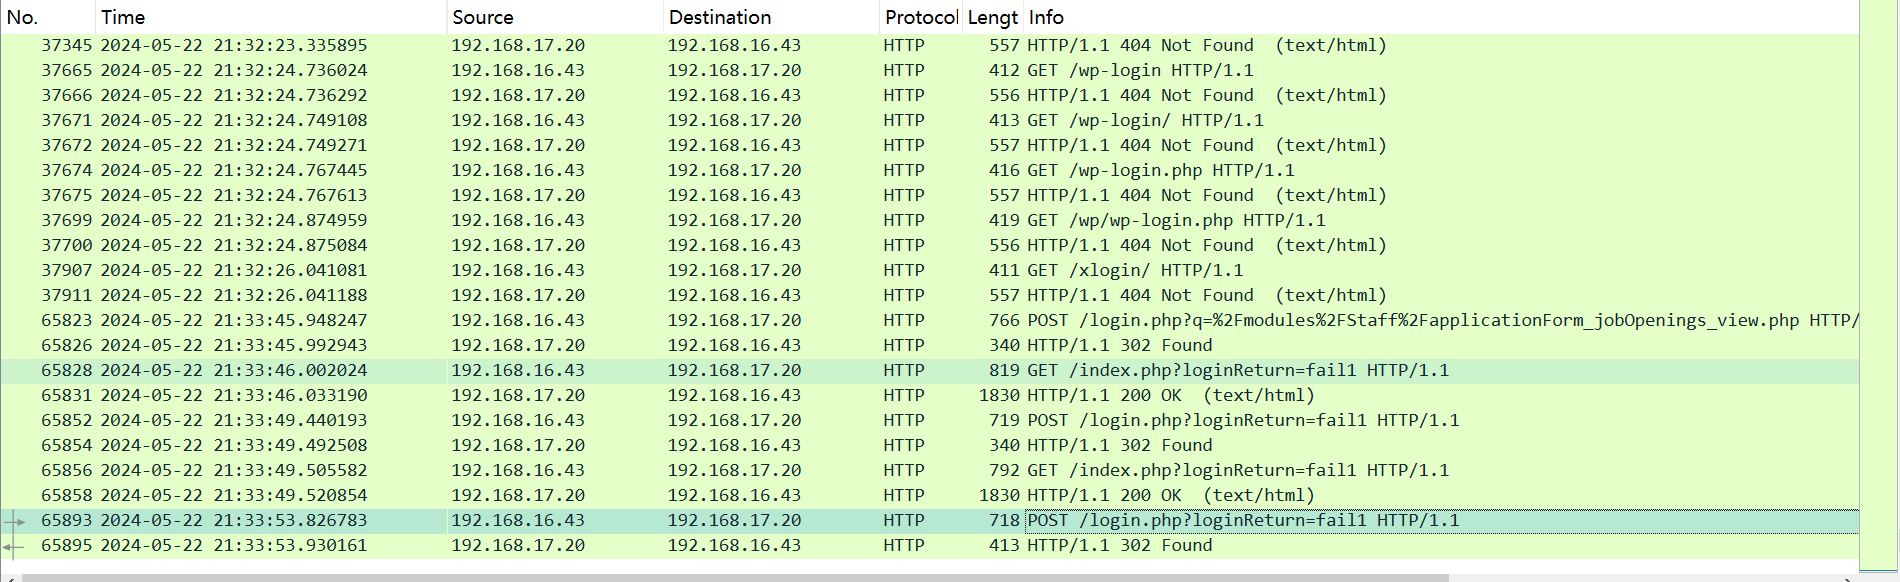 No. Time Source Destination Protocol Lengt Info
37345 2024-05-22 21:32:23.335895 192.168.17.20 192.168.16.43 HTTP 557 HTTP/1.1 404 Not Found (text/html)
37665 2024-05-22 21:32:24.736024 192.168.16.43 192.168.17.20 HTTP 412 GET /wp-login HTTP/1.1
37666 2024-05-22 21:32:24.736292 192.168.17.20 192.168.16.43 HTTP 556 HTTP/1.1 404 Not Found (text/html)
37671 2024-05-22 21:32:24.749108 192.168.16.43 192.168.17.20 HTTP 413 GET /wp-login/ HTTP/1.1
37672 2024-05-22 21:32:24.749271 192.168.17.20 192.168.16.43 HTTP 557 HTTP/1.1 404 Not Found (text/html)
37674 2024-05-22 21:32:24.767445 192.168.16.43 192.168.17.20 HTTP 416 GET /wp-login.php HTTP/1.1
37675 2024-05-22 21:32:24.767613 192.168.17.20 192.168.16.43 HTTP 557 HTTP/1.1 404 Not Found (text/html)
37699 2024-05-22 21:32:24.874959 192.168.16.43 192.168.17.20 HTTP 419 GET /wp/wp-login.php HTTP/1.1
37700 2024-05-22 21:32:24.875084 192.168.17.20 192.168.16.43 HTTP 556 HTTP/1.1 404 Not Found (text/html)
37907 2024-05-22 21:32:26.041081 192.168.16.43 192.168.17.20 HTTP 411 GET /xlogin/ HTTP/1.1
37911 2024-05-22 21:32:26.041188 192.168.17.20 192.168.16.43 HTTP 557 HTTP/1.1 404 Not Found (text/html)
65823 2024-05-22 21:33:45.948247 192.168.16.43 192.168.17.20 HTTP 766 POST /login.php?q=%2Fmodules%2FStaff%2FapplicationForm_jobOpenings_view.php HTTP/
65826 2024-05-22 21:33:45.992943 192.168.17.20 192.168.16.43 HTTP 340 HTTP/1.1 302 Found
65828 2024-05-22 21:33:46.002024 192.168.16.43 192.168.17.20 HTTP 819 GET /index.php?loginReturn=fail1 HTTP/1.1
65831 2024-05-22 21:33:46.033190 192.168.17.20 192.168.16.43 HTTP 1830 HTTP/1.1 200 OK (text/html)
65852 2024-05-22 21:33:49.440193 192.168.16.43 192.168.17.20 HTTP 719 POST /login.php?loginReturn=fail1 HTTP/1.1
65854 2024-05-22 21:33:49.492508 192.168.17.20 192.168.16.43 HTTP 340 HTTP/1.1 302 Found
65856 2024-05-22 21:33:49.505582 192.168.16.43 192.168.17.20 HTTP 792 GET /index.php?loginReturn=fail1 HTTP/1.1
65858 2024-05-22 21:33:49.520854 192.168.17.20 192.168.16.43 HTTP 1830 HTTP/1.1 200 OK (text/html)
65893 2024-05-22 21:33:53.826783 192.168.16.43 192.168.17.20 HTTP 718 POST /login.php?loginReturn=fail1 HTTP/1.1
65895 2024-05-22 21:33:53.930161 192.168.17.20 192.168.16.43 HTTP 413 HTTP/1.1 302 Found